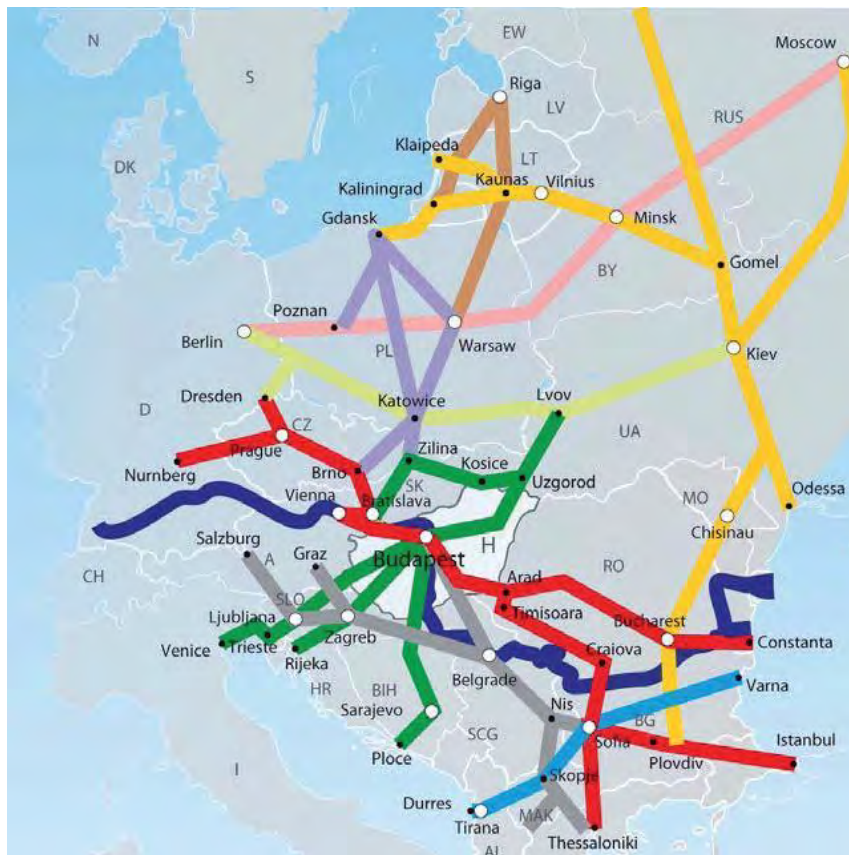 N
S
EW
Moscow
Riga
LV
RUS
Klaipeda
LT
DK
Kaunas
Vilnius
Kaliningrad
Gdansk
Minsk
BY
Gomel
Poznan
Berlin
PL
Warsaw
Kiev
Dresden
Katowice
Lvov
D
CZ
UA
Prague
Zilina
Nurnberg
Brno
Kosice
Uzgorod
SK
Vienna
Bratislava
MO
Odessa
Chisinau
Salzburg
Graz
H
A
Budapest
RO
CH
Arad
SLO
Timisoara
Ljubljana
Bucharest
Venice
Trieste
Zagreb
Constanta
Rijeka
Craiova
Belgrade
HR
BIH
Varna
Nis
Sarajevo
BG
SCG
Sofia
Ploce
Plovdiv
Istanbul
I
Skopje
Durres
Tirana
MAK
Thessaloniki
AL